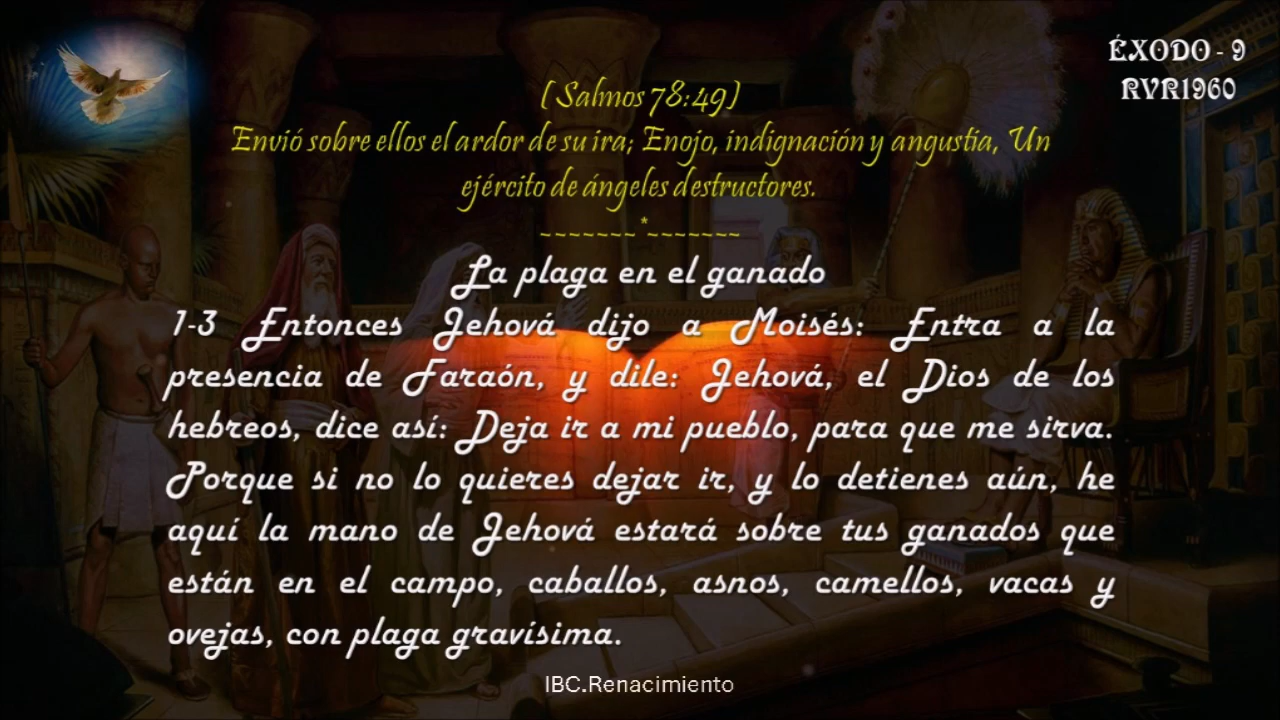 ÉXODO - 9
RVR1960
(Salmos 78:49)
Envió sobre ellos el ardor de su ira; Enojo, indignación y angustia, Un
ejército de ángeles destructores.
~~~~~~~ * ~~~~~~~
La plaga en el ganado
1-3 Entonces Jehová dijo a Moisés: Entra a la
presencia de Faraón, y dile: Jehová, el Dios de los
hebreos, dice así: Deja ir a mi pueblo, para que me sirva.
Porque si no lo quieres dejar ir, y lo detienes aún, he
aquí la mano de Jehová estará sobre tus ganados que
están en el campo, caballos, asnos, camellos, vacas y
ovejas, con plaga gravísima.
IBC.Renacimiento